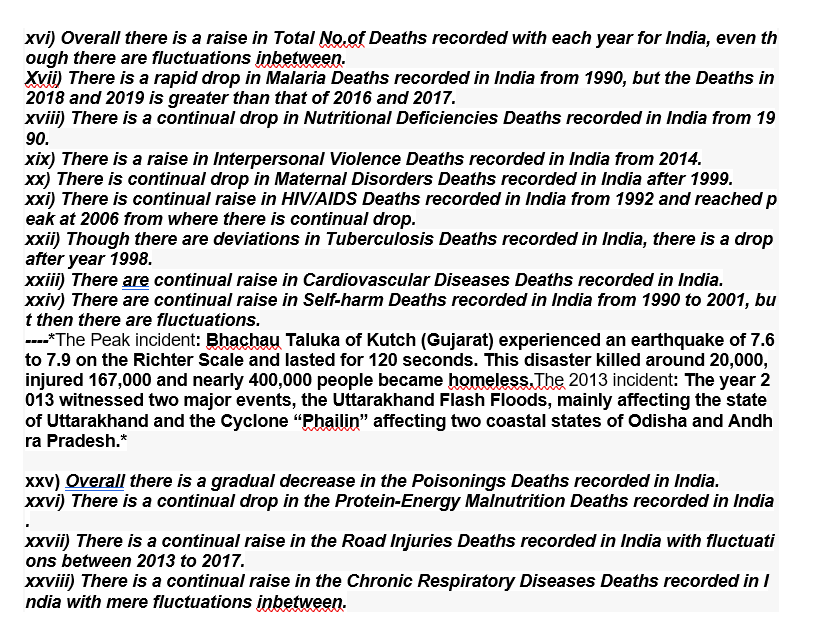 xvi) Overall there is a raise in Total No.of Deaths recorded with each year for India, even th
ough there are fluctuations inbetween.
Xvii) There is a rapid drop in Malaria Deaths recorded in India from 1990, but the Deaths in
2018 and 2019 is greater than that of 2016 and 2017.
xviii) There is a continual drop in Nutritional Deficiencies Deaths recorded in India from 19
90.
xix) There is a raise in Interpersonal Violence Deaths recorded in India from 2014.
xx) There is continual drop in Maternal Disorders Deaths recorded in India after 1999.
xxi) There is continual raise in HIV/AIDS Deaths recorded in India from 1992 and reached p
eak at 2006 from where there is continual drop.
xxii) Though there are deviations in Tuberculosis Deaths recorded in India, there is a drop
after year 1998.
xxiii) There are continual raise in Cardiovascular Diseases Deaths recorded in India.
xxiv) There are continual raise in Self-harm Deaths recorded in India from 1990 to 2001, bu
t then there are fluctuations.
----*The Peak incident: Bhachau Taluka of Kutch (Gujarat) experienced an earthquake of 7.6
to 7.9 on the Richter Scale and lasted for 120 seconds. This disaster killed around 20,000,
injured 167,000 and nearly 400,000 people became homeless.The 2013 incident: The year 2
013 witnessed two major events, the Uttarakhand Flash Floods, mainly affecting the state
of Uttarakhand and the Cyclone “Phailin” affecting two coastal states of Odisha and Andh
ra Pradesh.*
xxv) Overall there is a gradual decrease in the Poisonings Deaths recorded in India.
xxvi) There is a continual drop in the Protein-Energy Malnutrition Deaths recorded in India
.
xxvii) There is a continual raise in the Road Injuries Deaths recorded in India with fluctuati
ons between 2013 to 2017.
xxviii) There is a continual raise in the Chronic Respiratory Diseases Deaths recorded in I
ndia with mere fluctuations inbetween.